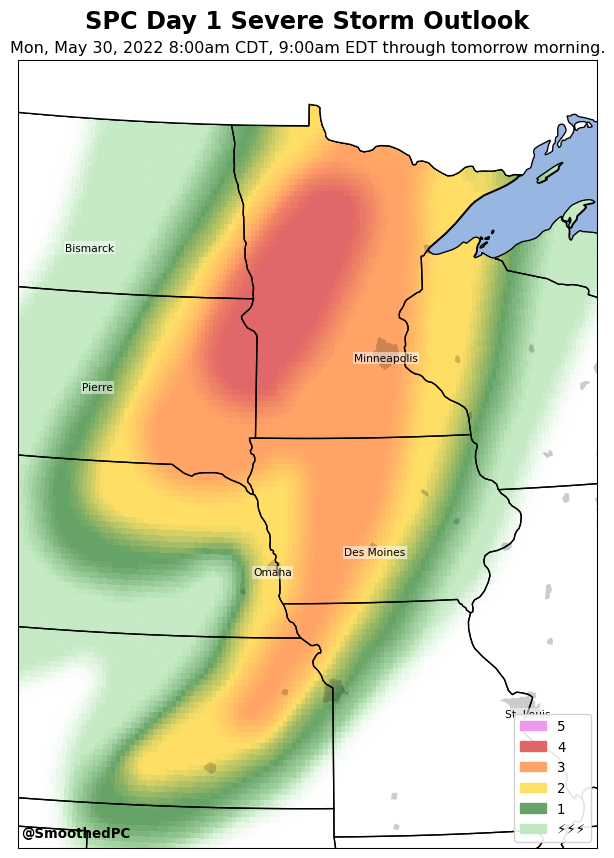 SPC Day 1 Severe Storm Outlook
Mon, May 30, 2022 8:00am CDT, 9:00am EDT through tomorrow morning.
Bismarck
Minneapolis
Pierre
Des Moines
Omaha
St. Louis
5
4
3
2
1
⚡⚡⚡
@SmoothedPC